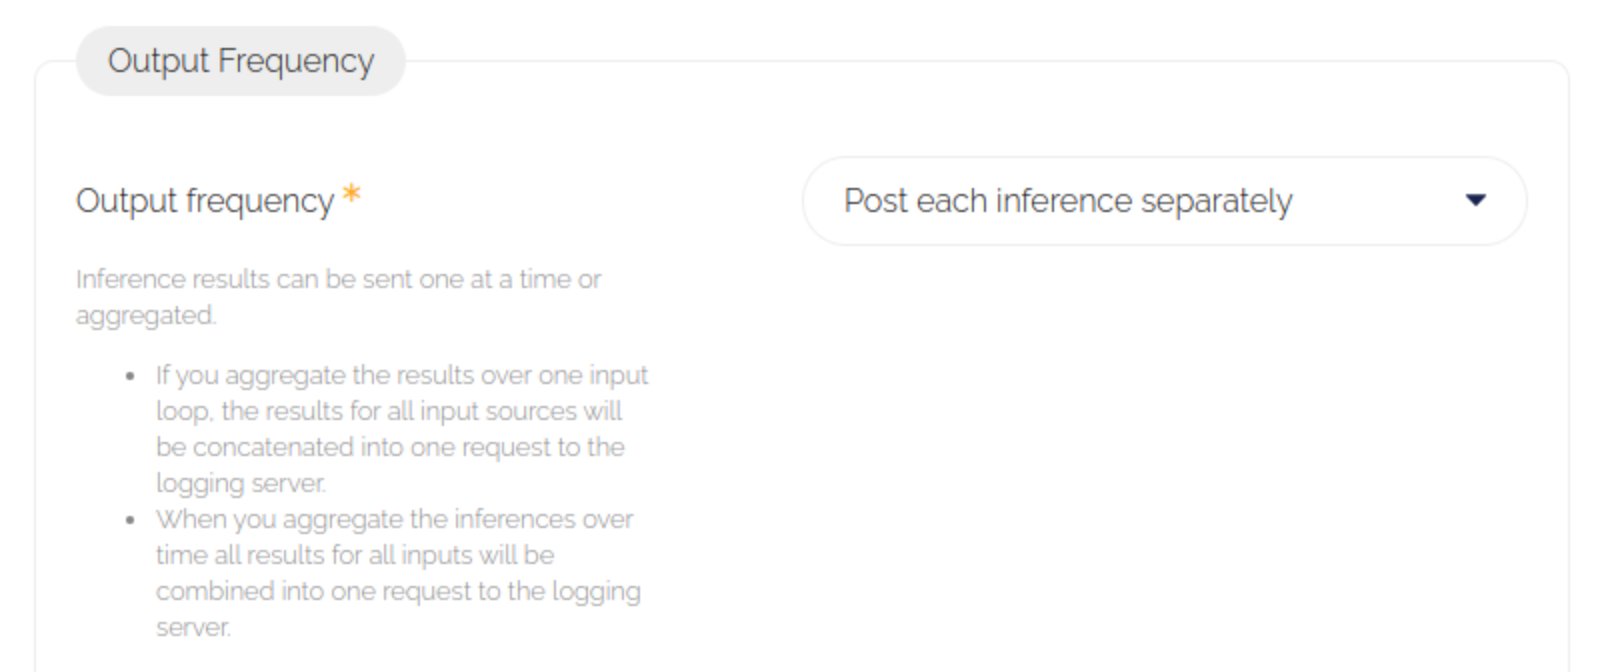 Output Frequency
Output frequency *
Post each inference separately
Inference results can be sent one at a time or
aggregated.
• If you aggregate the results over one input
loop, the results for all input sources will
be concatenated into one request to the
logging server.
• When you aggregate the inferences over
time all results for all inputs will be
combined into one request to the logging
server.